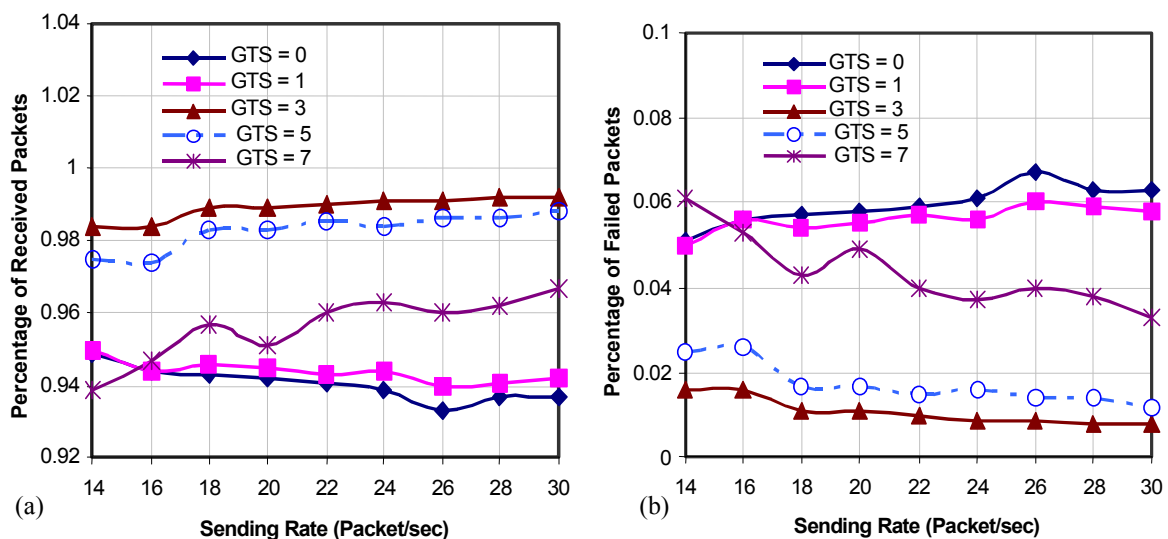 1.04
1.02
1
0.98
0.96
0.94
0.92
Percentage of Received Packets
GTS = 0
GTS = 1
GTS = 3
GTS = 5
GTS = 7
14 16 18 20 22 24 26 28 30
Sending Rate (Packet/sec)
(a)
0.1
0.08
0.06
0.04
0.02
0
Percentage of Failed Packets
GTS = 0
GTS = 1
GTS = 3
GTS = 5
GTS = 7
14 16 18 20 22 24 26 28 30
Sending Rate (Packet/sec)
(b)